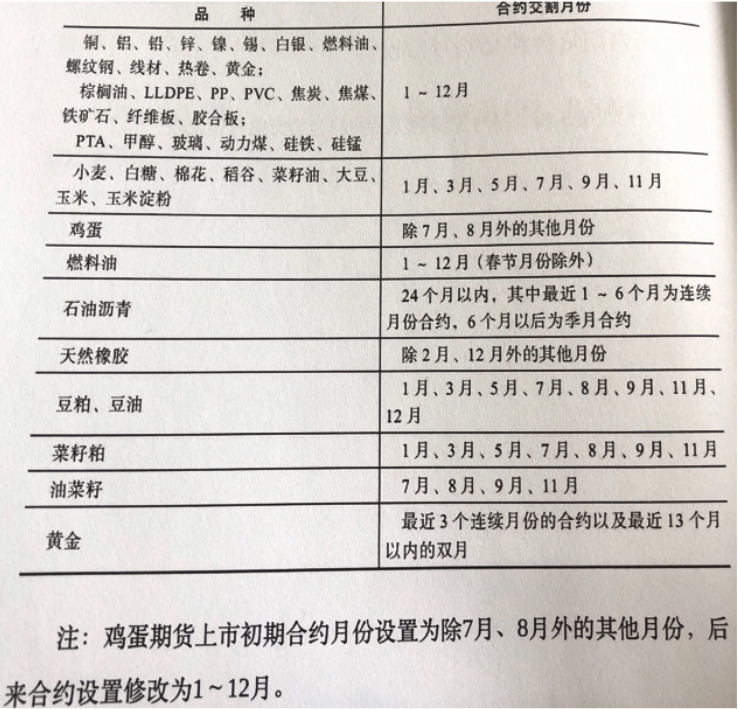 品 种 合约交割月份
铜、铝、铅、锌、镍、锡、白银、燃料油、
螺纹钢、线材、热卷、黄金；
棕榈油、LLDPE、PP、PVC、焦炭、焦煤、
铁矿石、纤维板、胶合板；
PTA、甲醇、玻璃、动力煤、硅铁、硅锰
1 ~ 12月
小麦、白糖、棉花、稻谷、菜籽油、大豆、
玉米、玉米淀粉
1月、3月、5月、7月、9月、11月
鸡蛋 除7月、8月外的其他月份
燃料油 1 ~ 12月（春节月份除外）
石油沥青
24个月以内，其中最近1 ~ 6个月为连续
月份合约，6个月以后为季月合约
天然橡胶 除2月、12月外的其他月份
豆粕、豆油
1月、3月、5月、7月、8月、9月、11月、
12月
菜籽粕 1月、3月、5月、7月、8月、9月、11月
油菜籽 7月、8月、9月、11月
黄金
最近3个连续月份的合约以及最近13个月
以内的双月
注：鸡蛋期货上市初期合约月份设置为除7月、8月外的其他月份，后
来合约设置修改为1~12月。